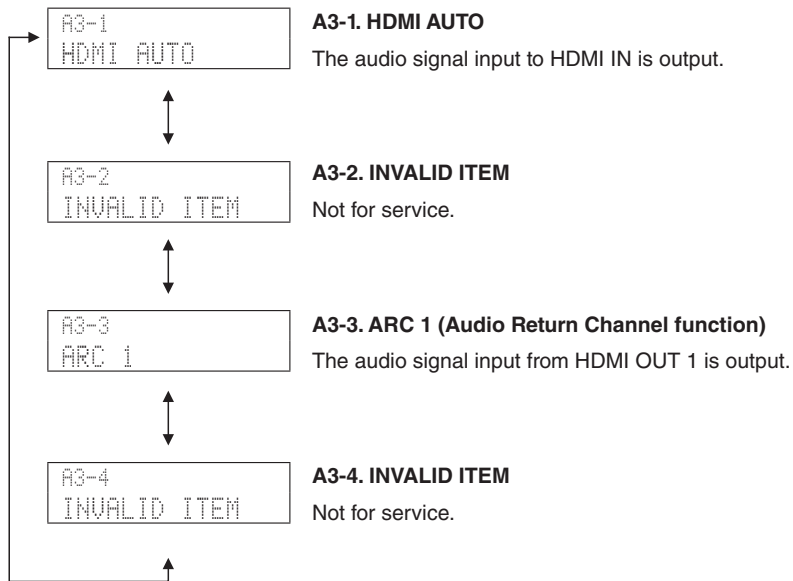 A3-1
HDMI AUTO
A3-1. HDMI AUTO
The audio signal input to HDMI IN is output.
A3-2
INVALID ITEM
A3-2. INVALID ITEM
Not for service.
A3-3
ARC 1
A3-3. ARC 1 (Audio Return Channel function)
The audio signal input from HDMI OUT 1 is output.
A3-4
INVALID ITEM
A3-4. INVALID ITEM
Not for service.